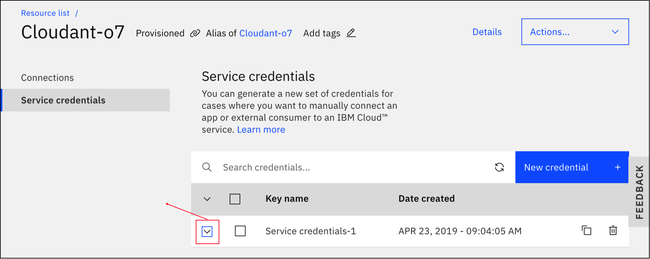 Resource list /
Cloudant-o7 Provisioned Alias of Cloudant-o7 Add tags Details Actions...
Connections
Service credentials
Service credentials
You can generate a new set of credentials for
cases where you want to manually connect an
app or external consumer to an IBM Cloud™
service. Learn more
Search credentials... New credential +
FEEDBACK
Key name Date created
Service credentials-1 APR 23, 2019 - 09:04:05 AM